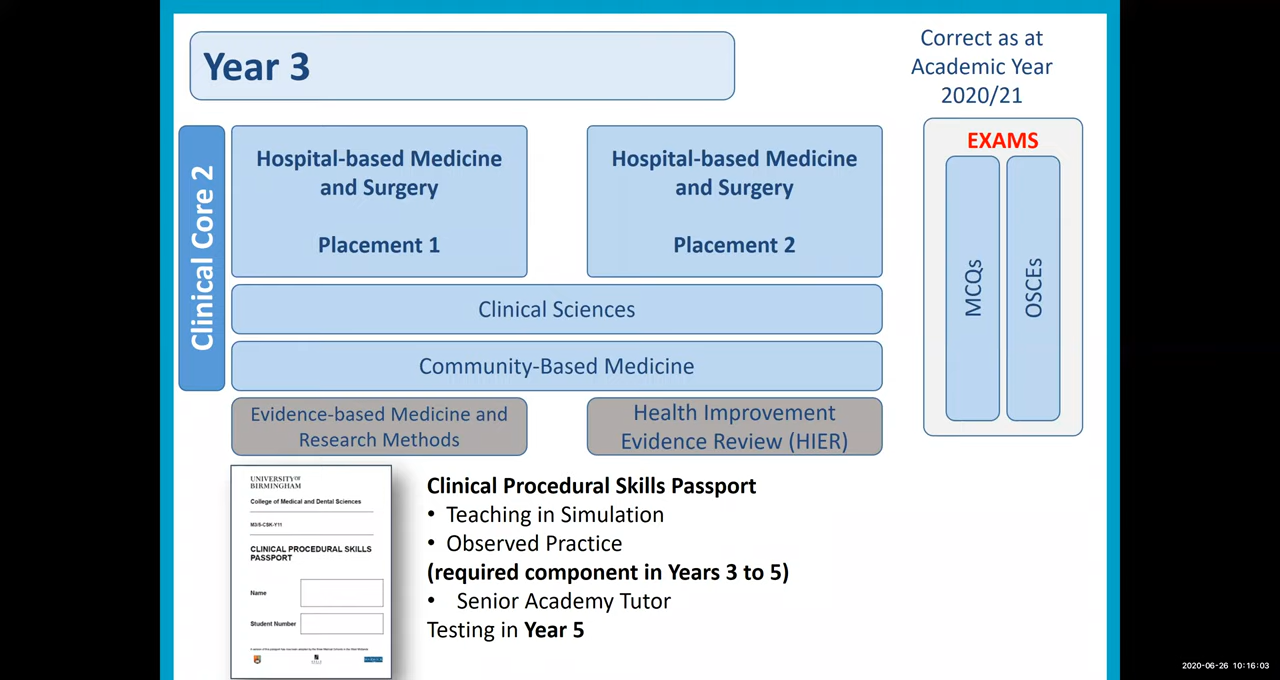 Year 3
Correct as at
Academic Year
2020/21
Clinical Core 2
Hospital-based Medicine
and Surgery
Placement 1
Hospital-based Medicine
and Surgery
Placement 2
EXAMS
MCQs
OSCEs
Clinical Sciences
Community-Based Medicine
Evidence-based Medicine and
Research Methods
Health Improvement
Evidence Review (HIER)
UNIVERSITY OF
BIRMINGHAM
College of Medical and Dental Sciences
M3/5-CSK-Y11
CLINICAL PROCEDURAL SKILLS
PASSPORT
Name
Student Number
Clinical Procedural Skills Passport
• Teaching in Simulation
• Observed Practice
(required component in Years 3 to 5)
• Senior Academy Tutor
Testing in Year 5
2020-06-26 10:16:03